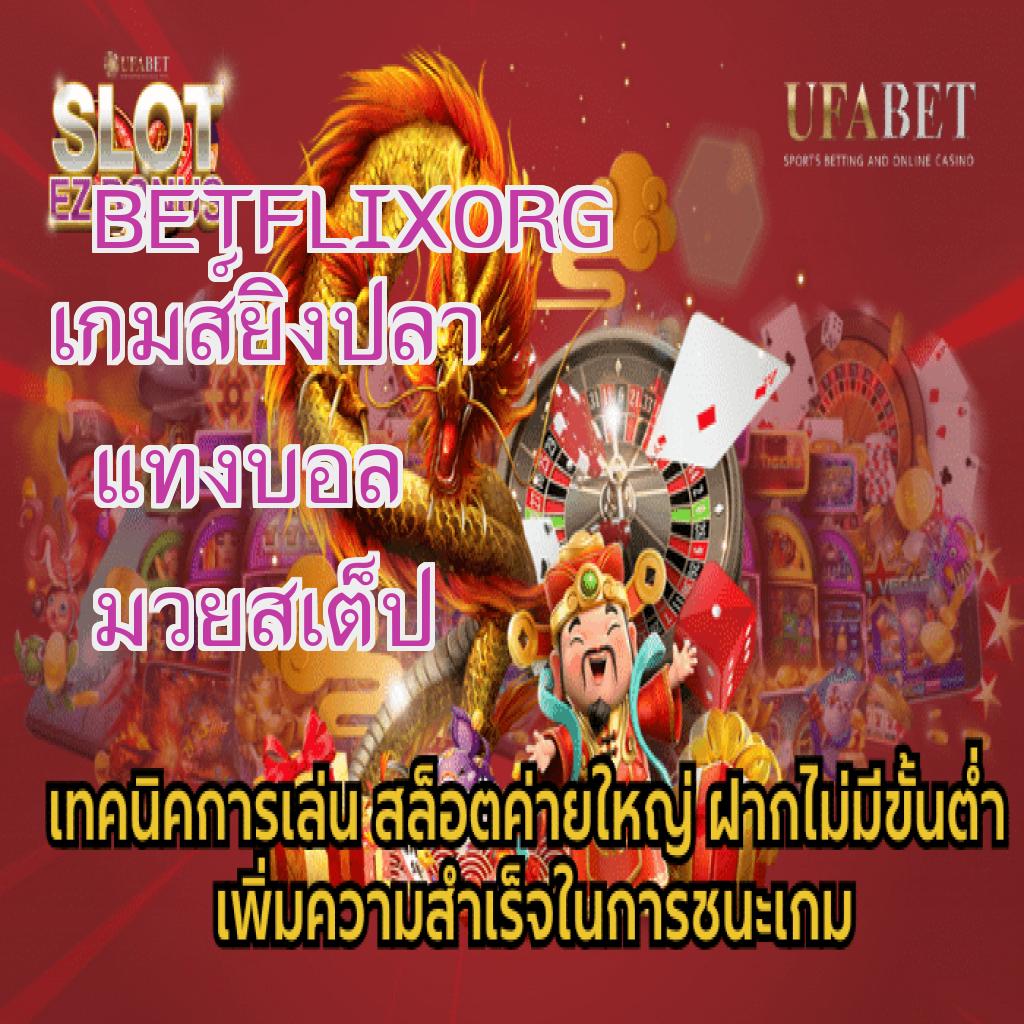 UFABET
SLOT
UFABET
SPORTS BETTING AND ONLINE CASINO
BETFLIXORG
เกมส์ยิงปลา
แทงบอล
มวยสเต็ป
เทคนิคการเล่น สล็อตค่ายใหญ่ ฝากไม่มีขั้นต่ำ
เพิ่มความสำเร็จในการชนะเกม